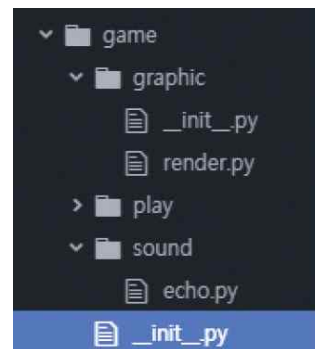 game
graphic
__init__.py
render.py
play
sound
echo.py
__init__.py